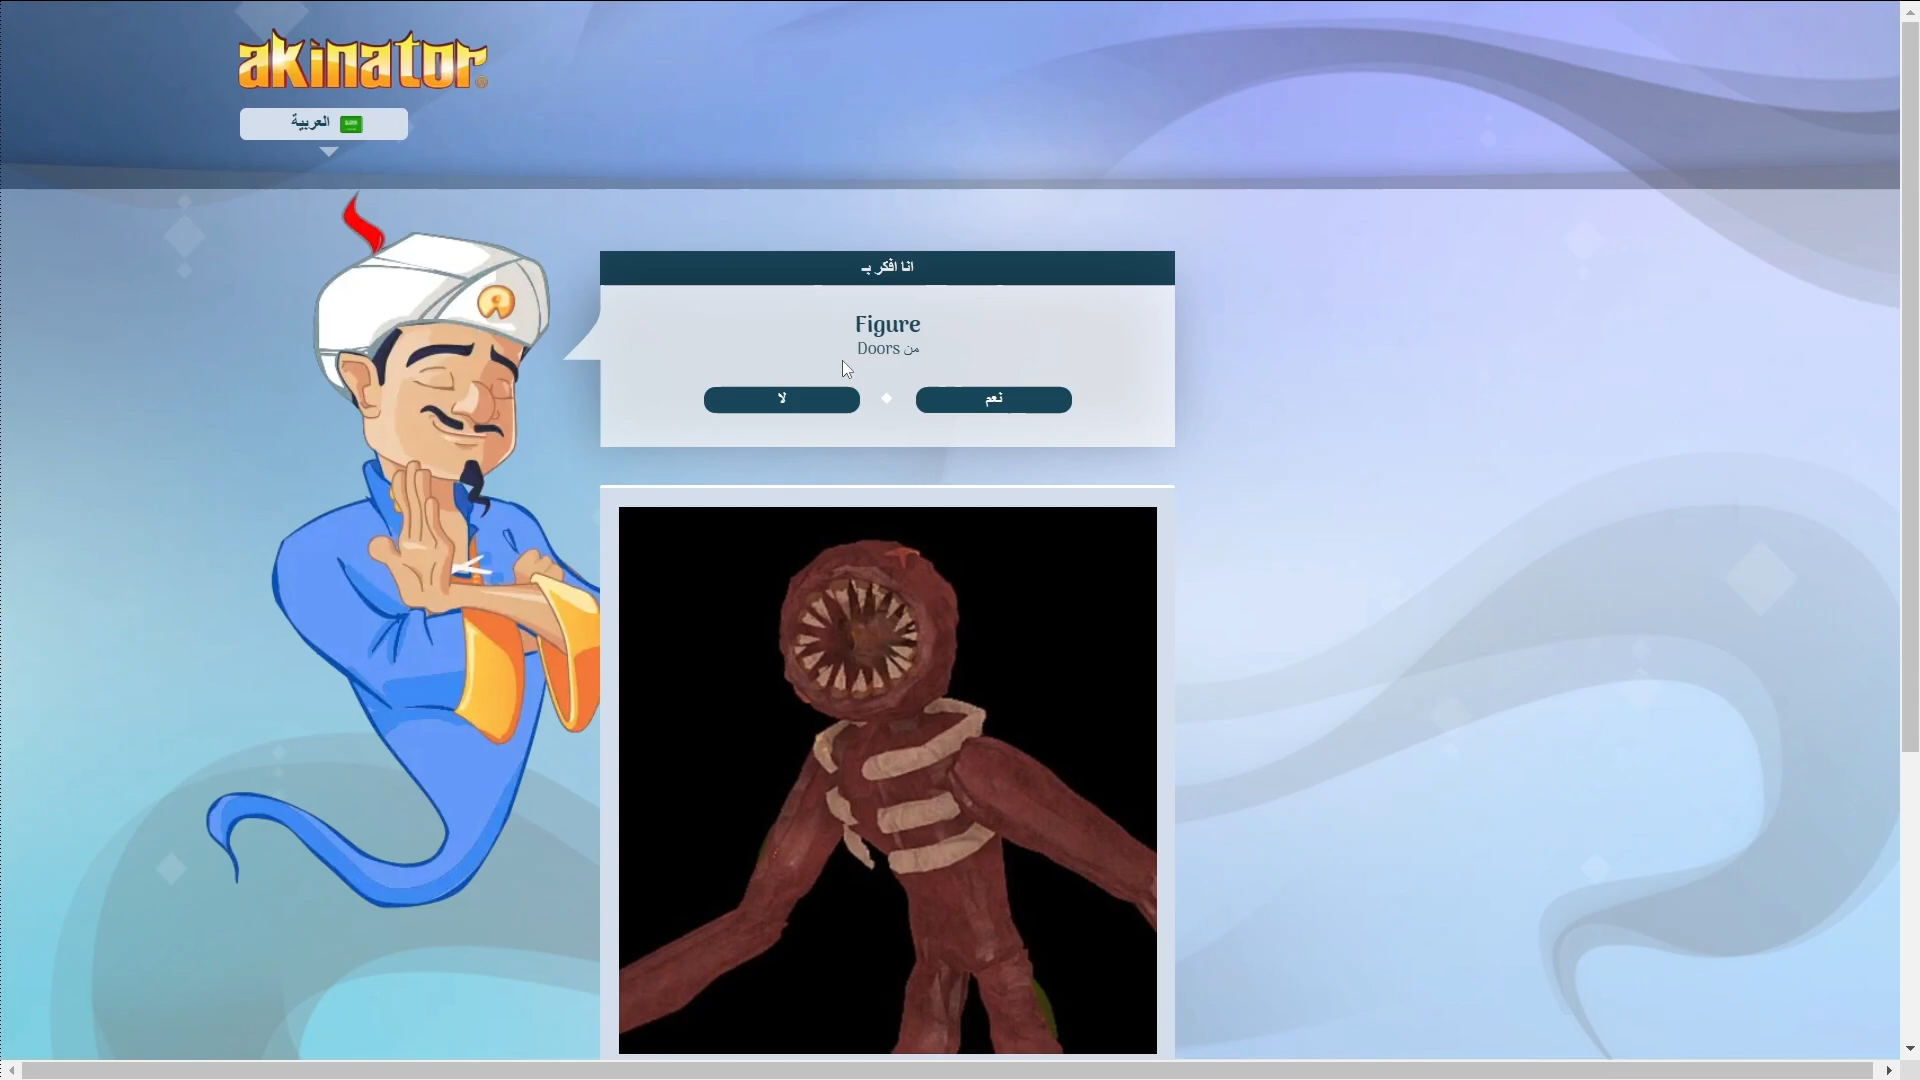 akinator®
العربية
انا افكر بـ
Figure
من Doors
نعم
لا